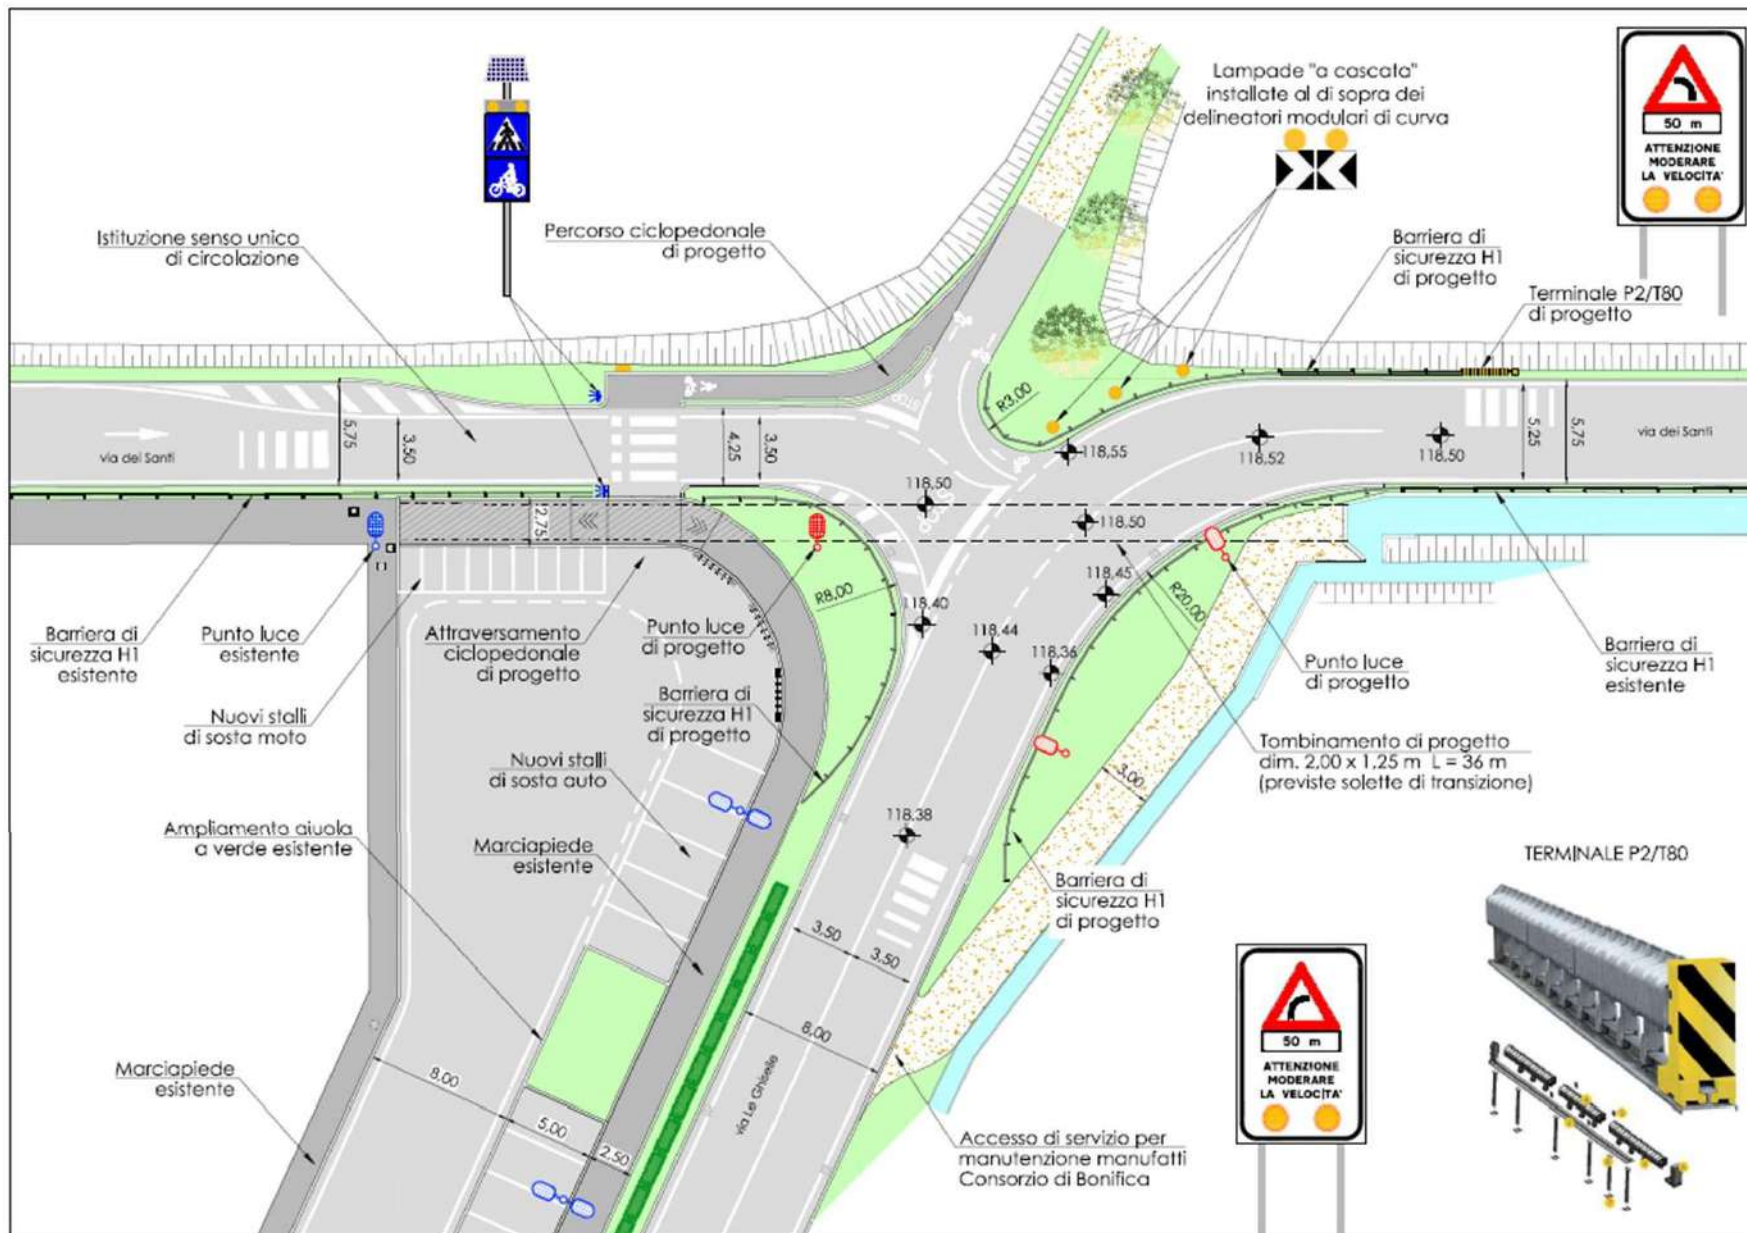 Lampade "a cascata"
installate al di sopra dei
delineatori modulari di curva
50 m
ATTENZIONE
MODERARE
LA VELOCITA'
Istituzione senso unico
di circolazione
Percorso ciclopedonale
di progetto
Barriera di
sicurezza H1
di progetto
Terminale P2/T80
di progetto
STOP
R3,00
5,75
3,50
4,25
3,50
5,25
5,75
via dei Santi
via dei Santi
118,55
118,52
118,50
118,50
STOP
118,50
2,75
118,45
R8,00
R20,00
118,40
118,44
118,36
Barriera di
sicurezza H1
esistente
Punto luce
esistente
Attraversamento
ciclopedonale
di progetto
Punto luce
di progetto
Punto luce
di progetto
Barriera di
sicurezza H1
esistente
Nuovi stalli
di sosta moto
Barriera di
sicurezza H1
di progetto
Nuovi stalli
di sosta auto
Tombinamento di progetto
dim. 2,00 x 1,25 m L = 36 m
(previste solette di transizione)
3,00
Ampliamento aiuola
a verde esistente
Marciapiede
esistente
118,38
Barriera di
sicurezza H1
di progetto
TERMINALE P2/T80
3,50
3,50
8,00
50 m
ATTENZIONE
MODERARE
LA VELOCITA'
Marciapiede
esistente
8,00
5,00
2,50
via Le Ghiselle
Accesso di servizio per
manutenzione manufatti
Consorzio di Bonifica